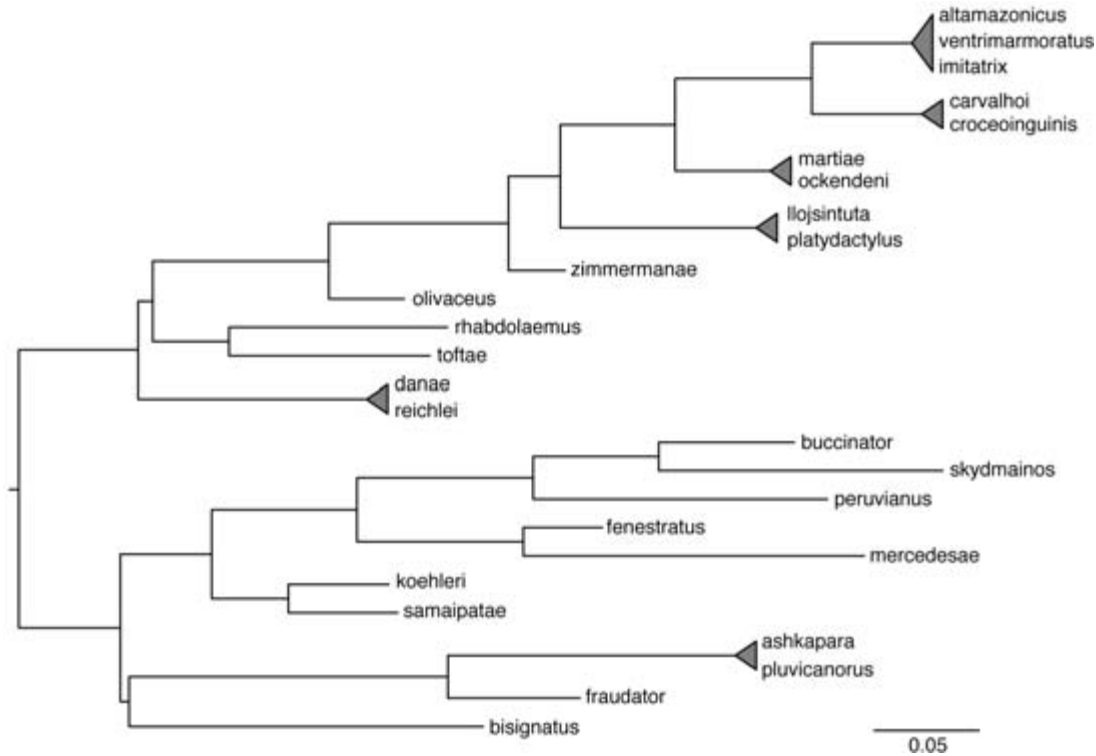 altamazonicus
ventrimarmoratus
imitatrix
carvalhoi
croceoinguinis
martiae
ockendeni
llojsintuta
platydactylus
zimmermanae
olivaceus
rhabdolaemus
toftae
danae
reichlei
buccinator
skydmainos
peruvianus
fenestratus
mercedesae
koehleri
samaipatae
ashkapara
pluvicanorus
fraudator
bisignatus
0.05